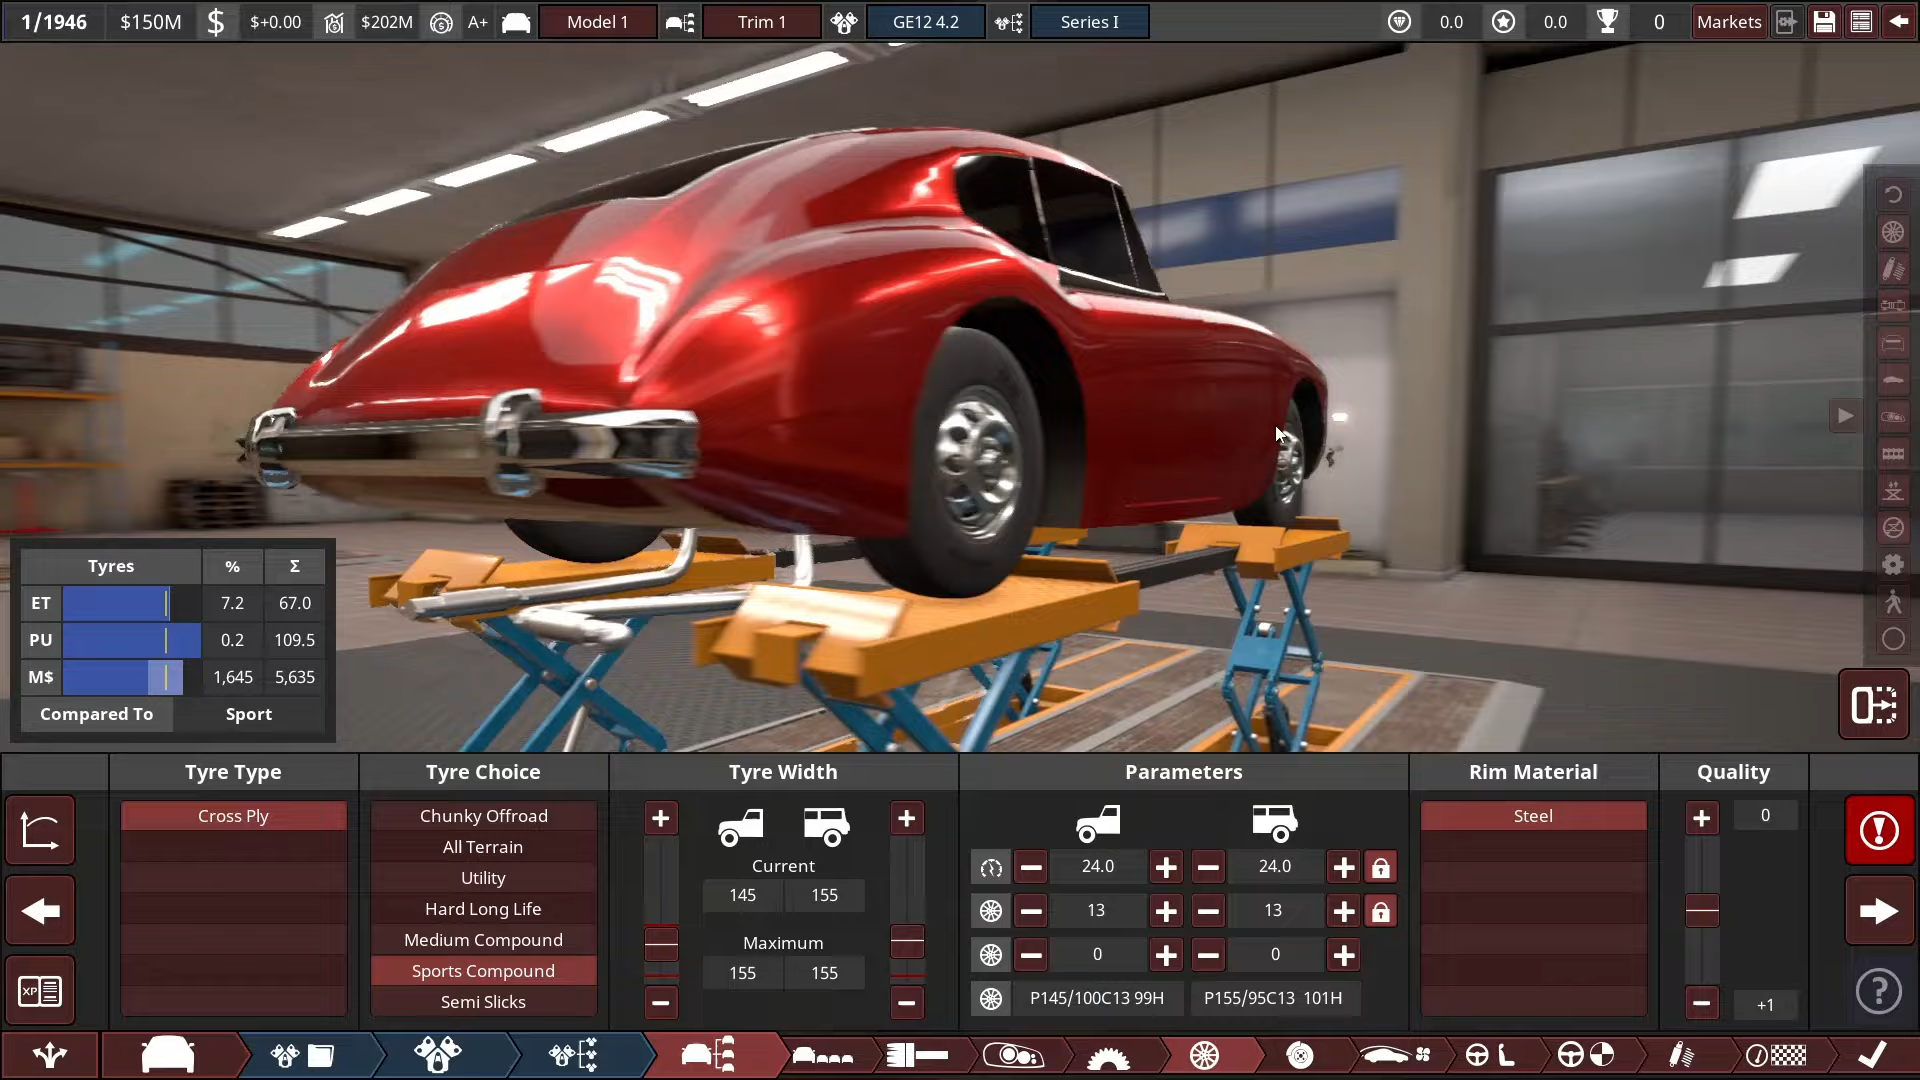 1/1946 $150M $+0.00 $202M A+ Model 1 Trim 1 GE12 4.2 Series I 0.0 0.0 0 Markets
Tyres % Σ
ET 7.2 67.0
PU 0.2 109.5
M$ 1,645 5,635
Compared To Sport
Tyre Type Tyre Choice Tyre Width Parameters Rim Material Quality
Cross Ply
Chunky Offroad
All Terrain
Utility
Hard Long Life
Medium Compound
Sports Compound
Semi Slicks
Current
145 155
Maximum
155 155
24.0 24.0
13 13
0 0
P145/100C13 99H P155/95C13 101H
Steel
0
+1
XP